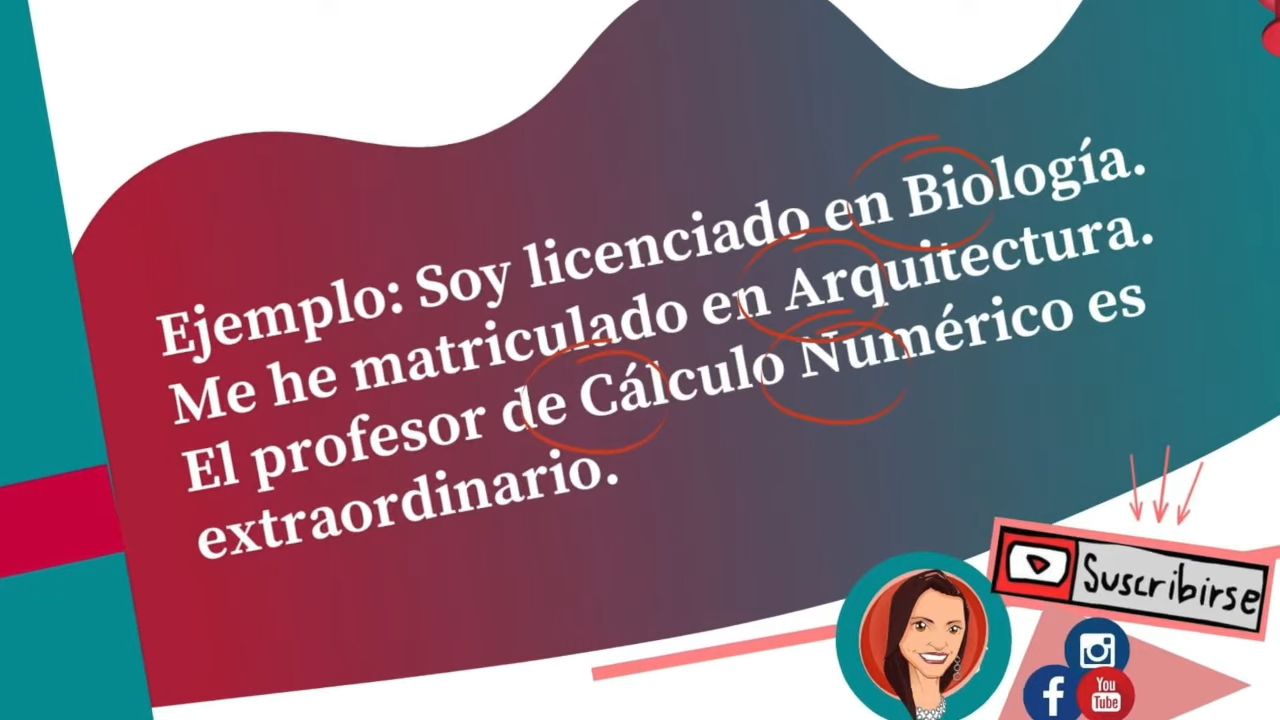 Ejemplo: Soy licenciado en Biología.
Me he matriculado en Arquitectura.
El profesor de Cálculo Numérico es
extraordinario.
Suscribirse
You
Tube